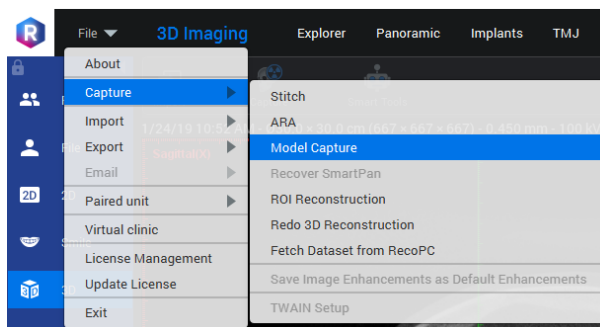 R File 3D Imaging Explorer Panoramic Implants TMJ
About
Capture
Import
Export
Email
Paired unit
Virtual clinic
License Management
Update License
Exit
Stitch
ARA
Model Capture
Recover SmartPan
ROI Reconstruction
Redo 3D Reconstruction
Fetch Dataset from RecoPC
Save Image Enhancements as Default Enhancements
TWAIN Setup
2D
3D